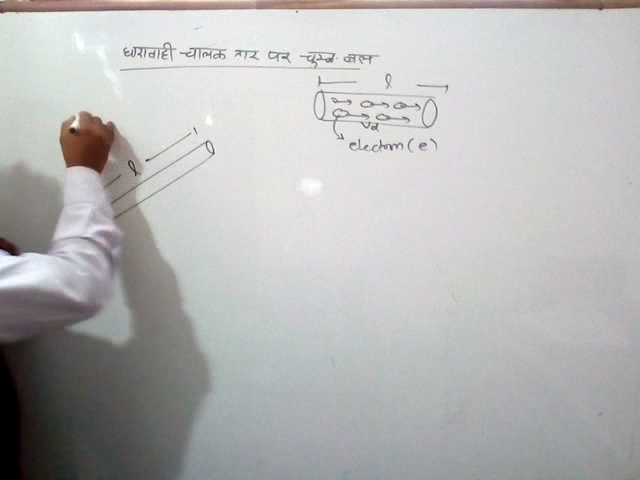 धारावाही चालक तार पर चुम्ब. बल
l
Vd
electron (e)
l